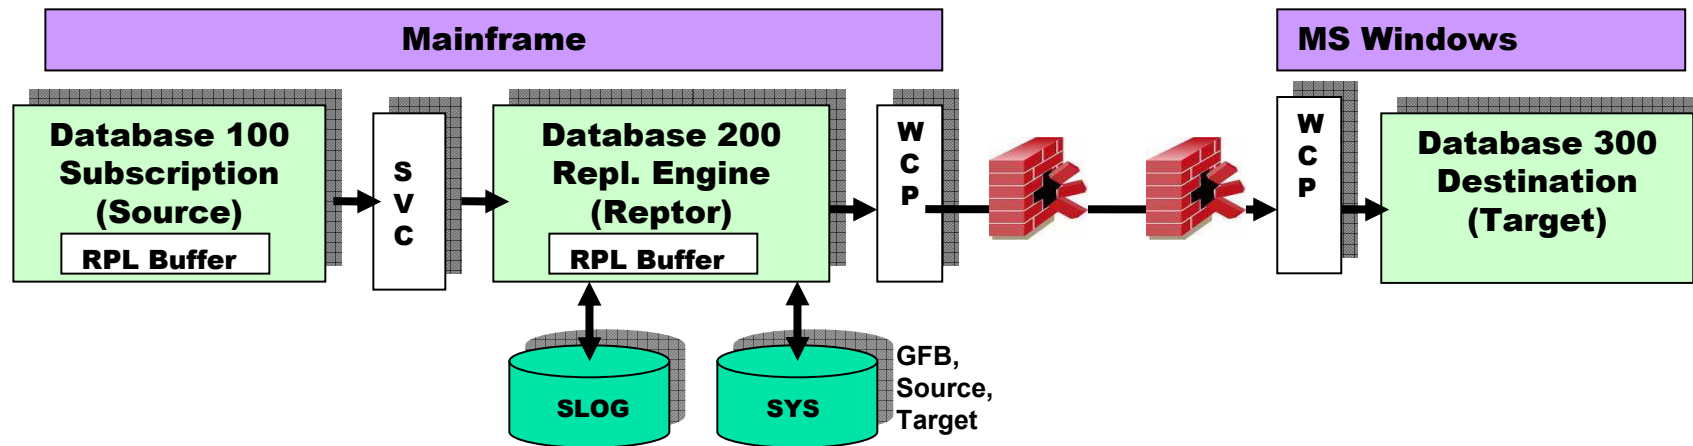 Mainframe
MS Windows
Database 100
Subscription
(Source)
RPL Buffer
S
V
C
Database 200
Repl. Engine
(Reptor)
RPL Buffer
W
C
P
W
C
P
Database 300
Destination
(Target)
SLOG
SYS
GFB,
Source,
Target